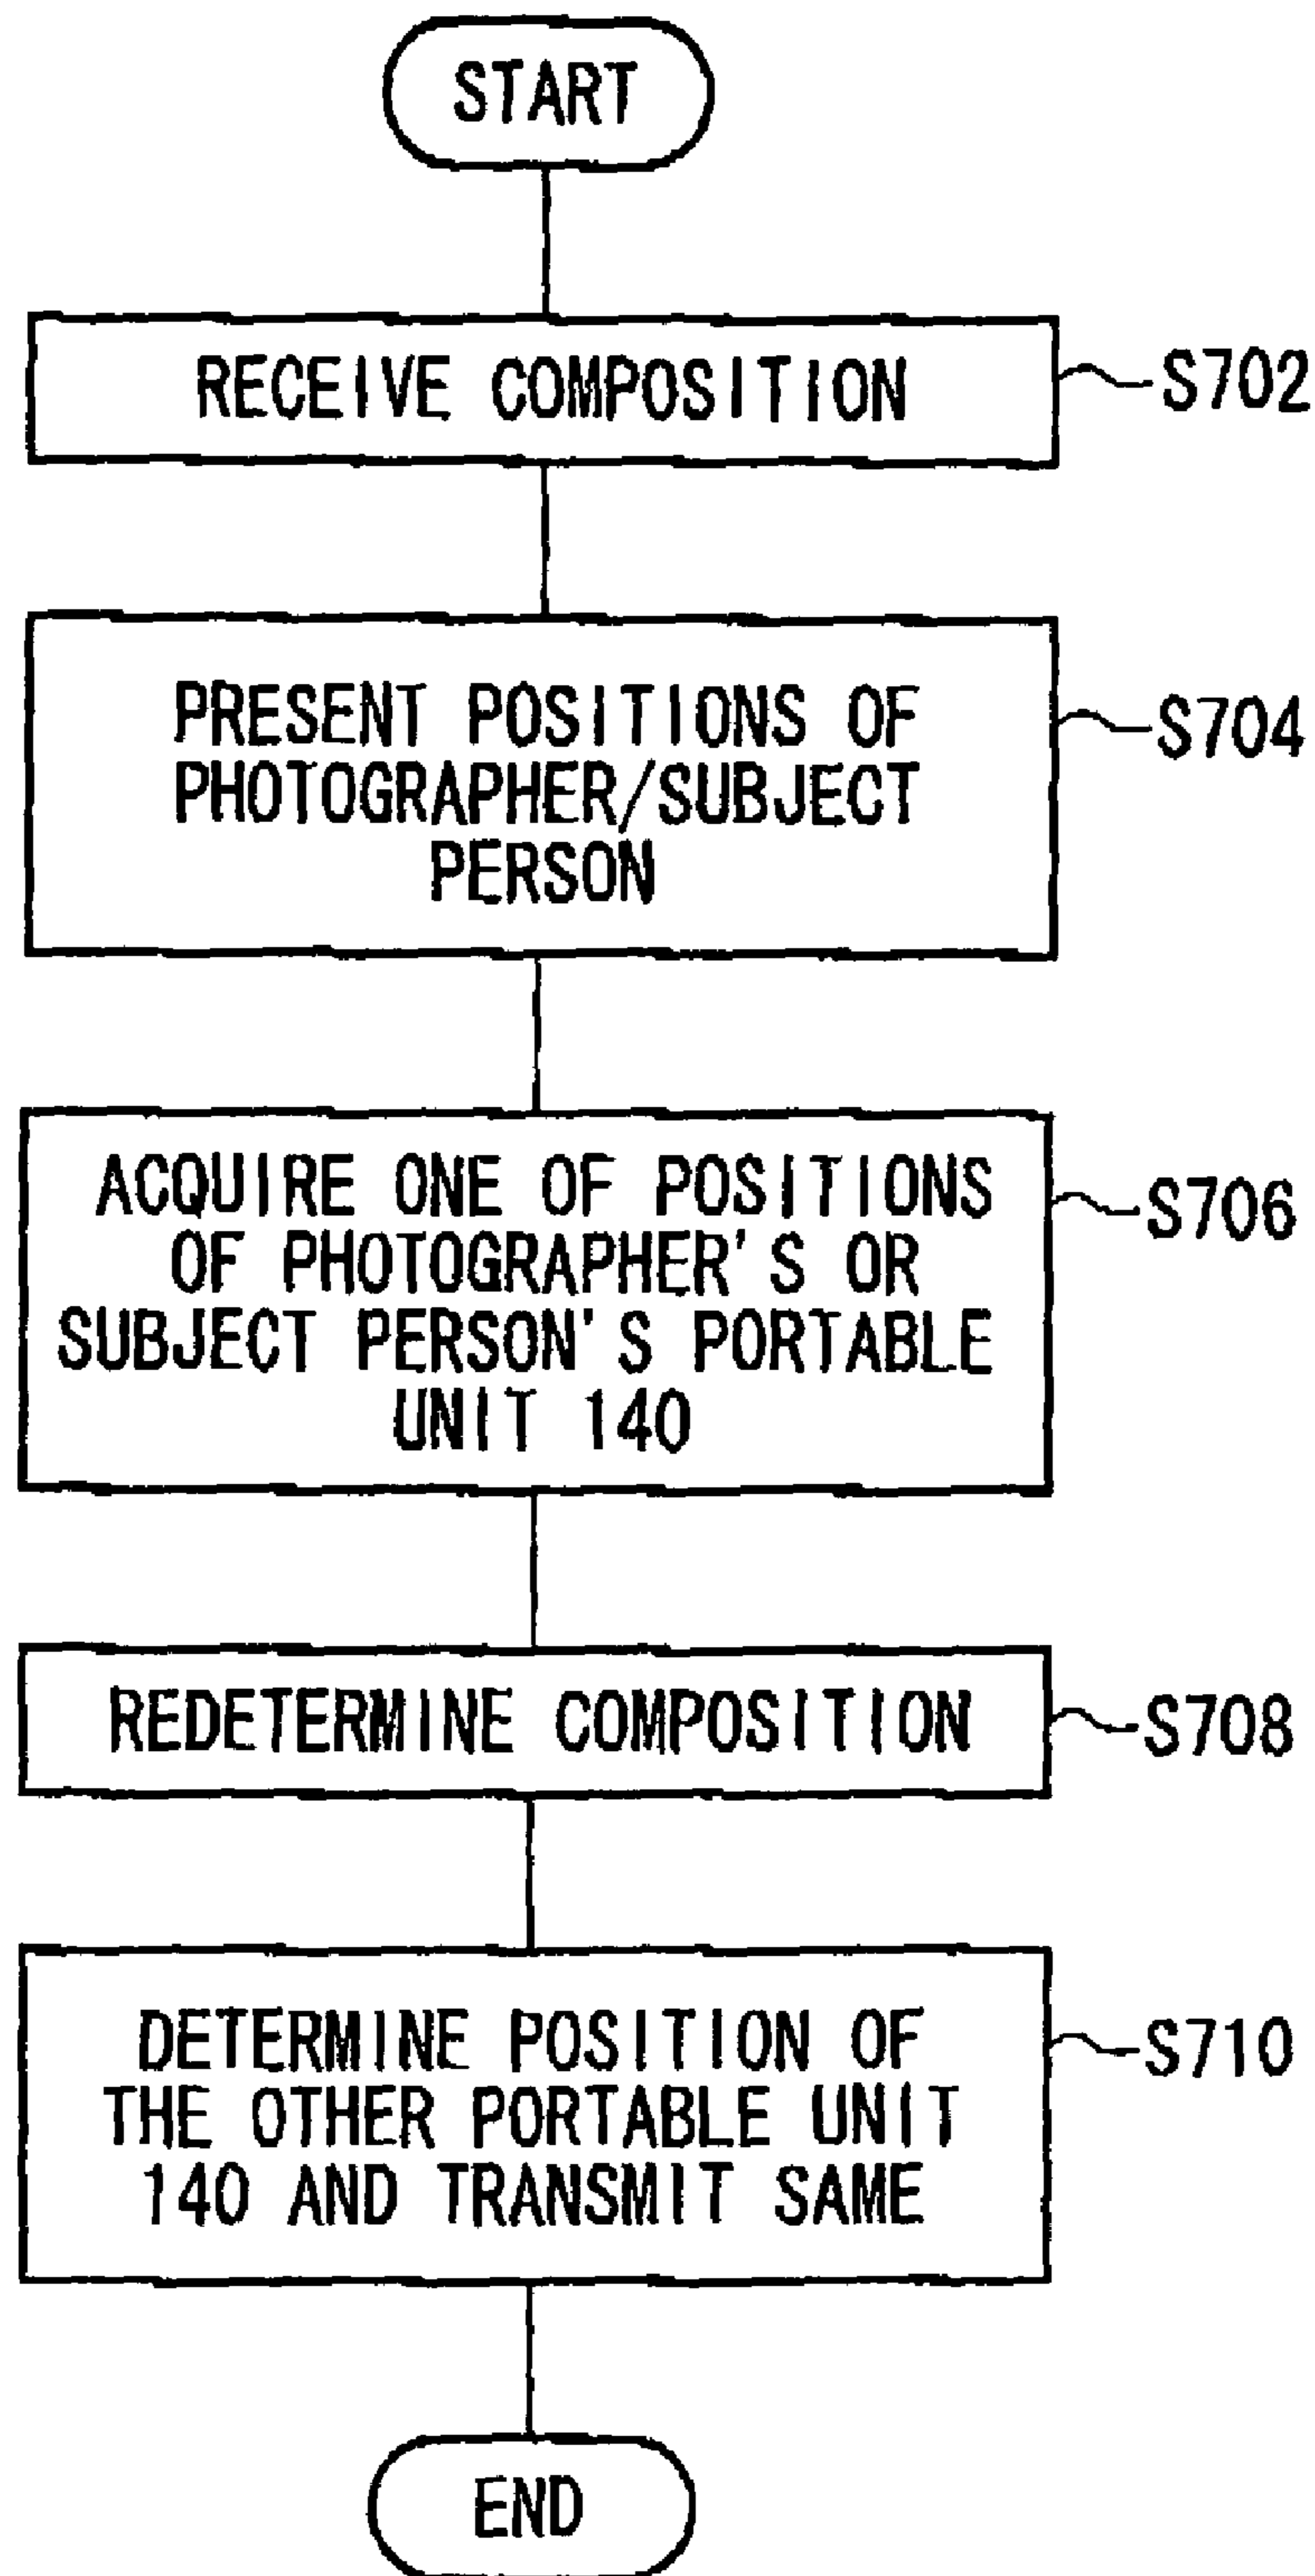 START
RECEIVE COMPOSITION
S702
PRESENT POSITIONS OF
PHOTOGRAPHER/SUBJECT
PERSON
S704
ACQUIRE ONE OF POSITIONS
OF PHOTOGRAPHER'S OR
SUBJECT PERSON'S PORTABLE
UNIT 140
S706
REDETERMINE COMPOSITION
S708
DETERMINE POSITION OF
THE OTHER PORTABLE UNIT
140 AND TRANSMIT SAME
S710
END